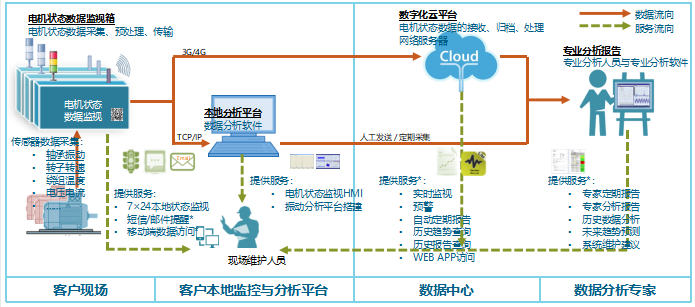 电机状态数据监视箱
电机状态数据采集、预处理、传输
电机状态
数据监视
传感器数据采集：
• 轴承振动
• 转子转速
• 绕组温度
• 电压电流
3G/4G
TCP/IP
Email
提供服务：
• 7×24本地状态监视
• 短信/邮件提醒*
• 移动端数据访问*
本地分析平台
数据分析软件
提供服务：
• 电机状态监视HMI
• 振动分析平台搭建
现场维护人员
数字化云平台
电机状态数据的接收、归档、处理
网络服务器
Cloud
人工发送 / 定期采集
提供服务*：
• 实时监视
• 预警
• 自动定期报告
• 历史趋势查询
• 历史报告查询
• WEB APP访问
数据流向
服务流向
专业分析报告
专业分析人员与专业分析软件
提供服务*：
• 专家定期报告
• 专家分析报告
• 历史数据分析
• 未来趋势预测
• 系统维护建议
客户现场
客户本地监控与分析平台
数据中心
数据分析专家